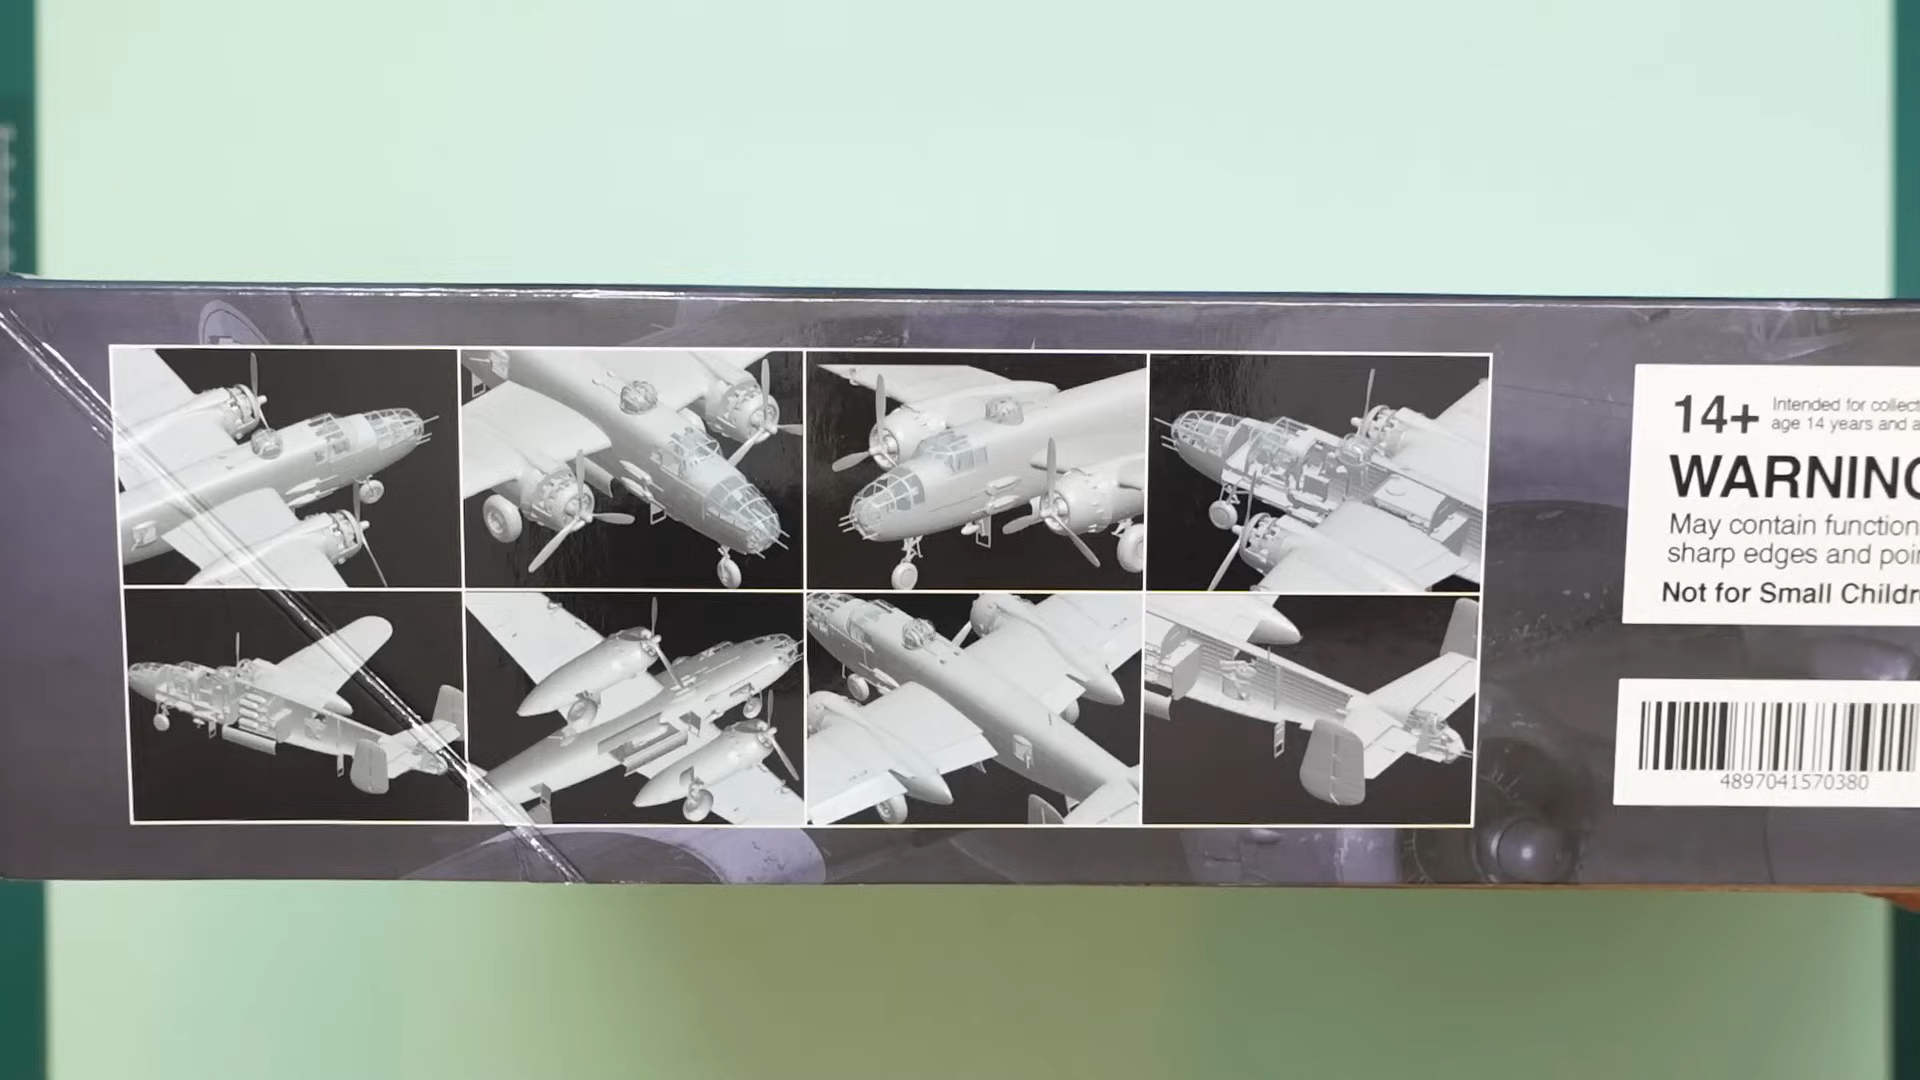 14+
Intended for collect
age 14 years and a
WARNING
May contain function
sharp edges and poin
Not for Small Childr
4897041570380